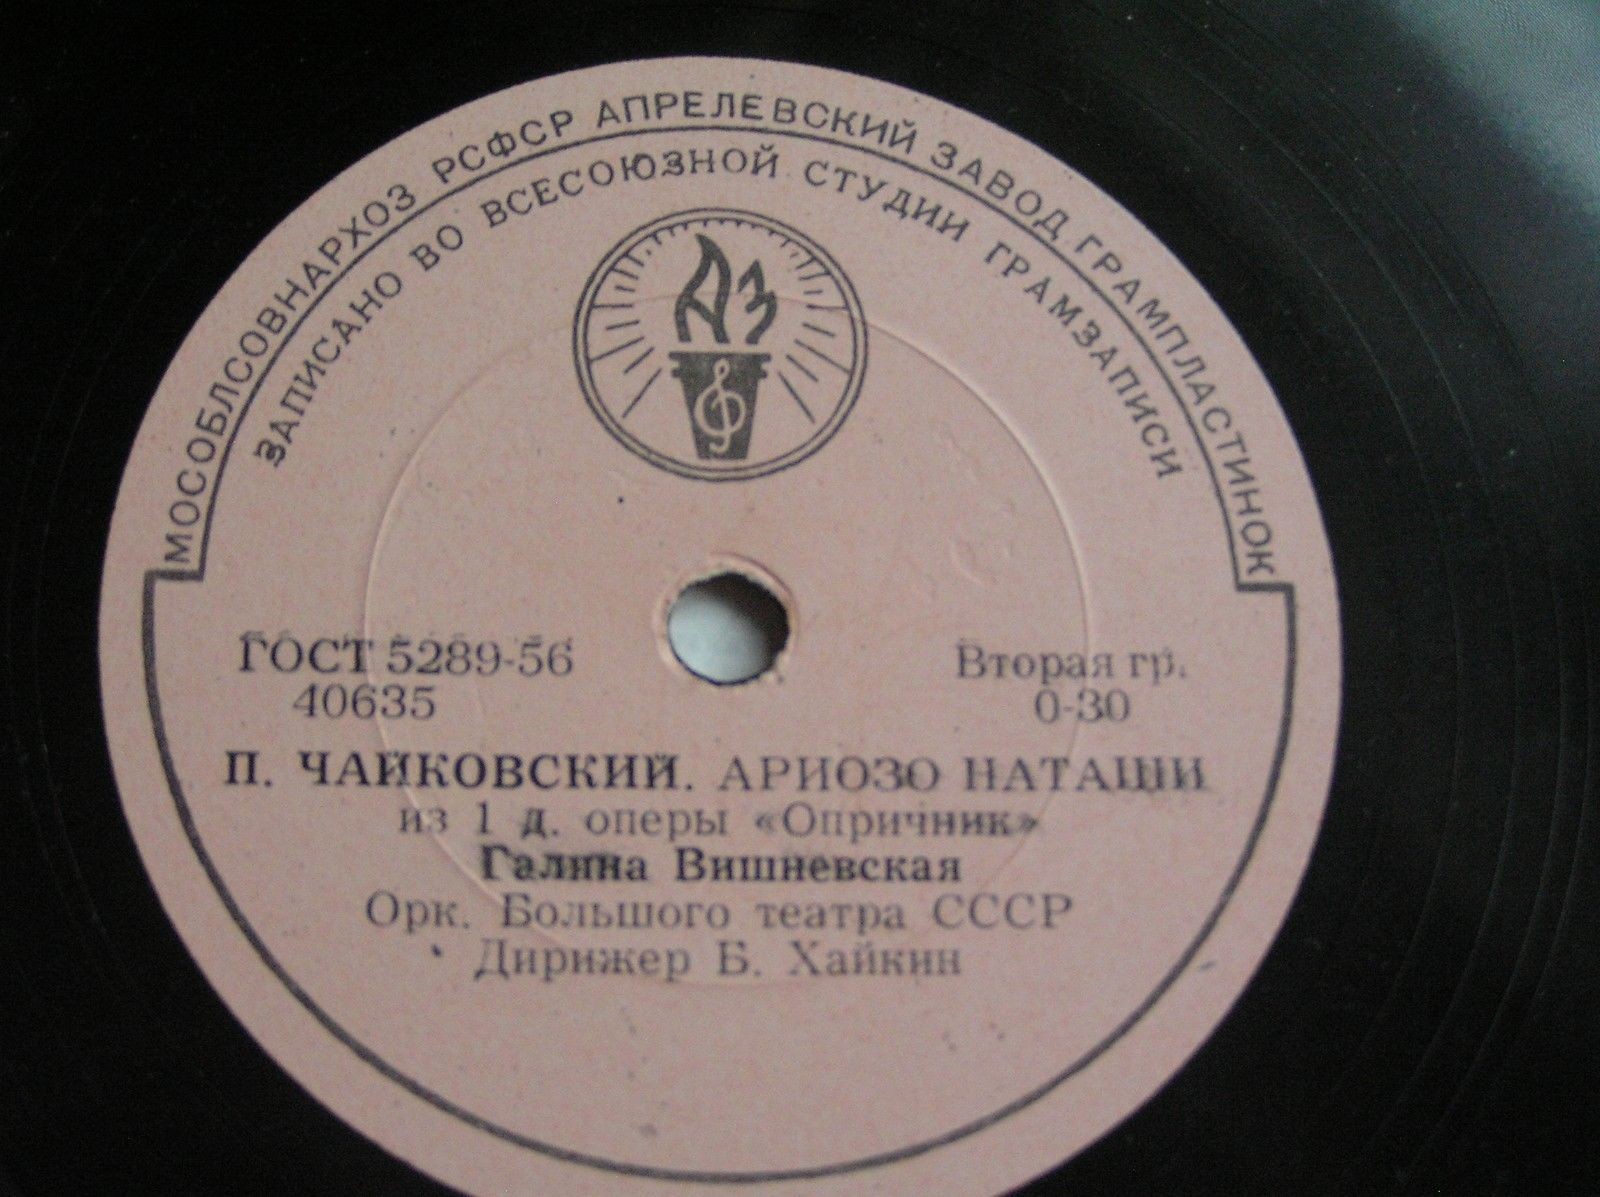 МОСОБЛСОВНАРХОЗ РСФСР АПРЕЛЕВСКИЙ ЗАВОД ГРАМПЛАСТИНОК
ЗАПИСАНО ВО ВСЕСОЮЗНОЙ СТУДИИ ГРАМЗАПИСИ
АЗ
ГОСТ 5289-56
40635
Вторая гр.
0-30
П. ЧАЙКОВСКИЙ. АРИОЗО НАТАШИ
из 1 д. оперы «Опричник»
Галина Вишневская
Орк. Большого театра СССР
Дирижер Б. Хайкин